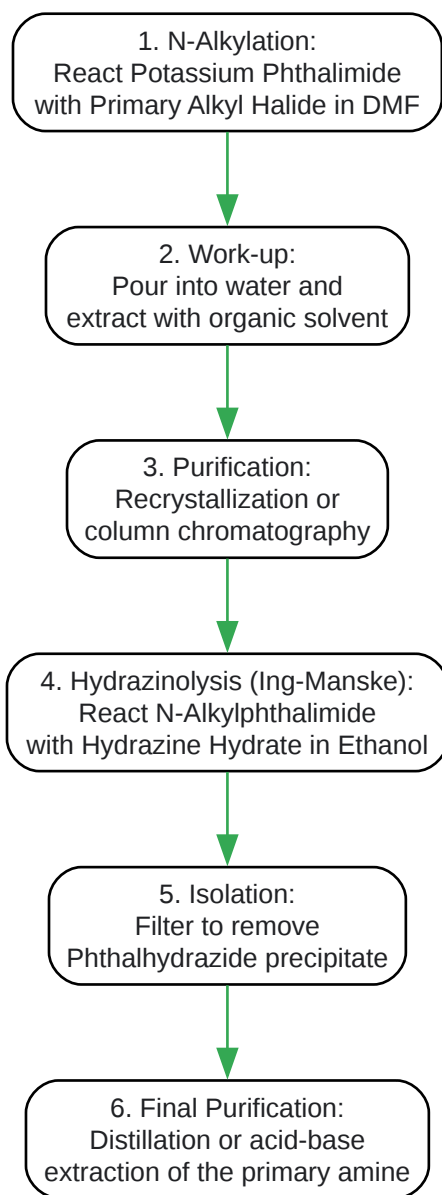 1. N-Alkylation:
React Potassium Phthalimide
with Primary Alkyl Halide in DMF
2. Work-up:
Pour into water and
extract with organic solvent
3. Purification:
Recrystallization or
column chromatography
4. Hydrazinolysis (Ing-Manske):
React N-Alkylphthalimide
with Hydrazine Hydrate in Ethanol
5. Isolation:
Filter to remove
Phthalhydrazide precipitate
6. Final Purification:
Distillation or acid-base
extraction of the primary amine